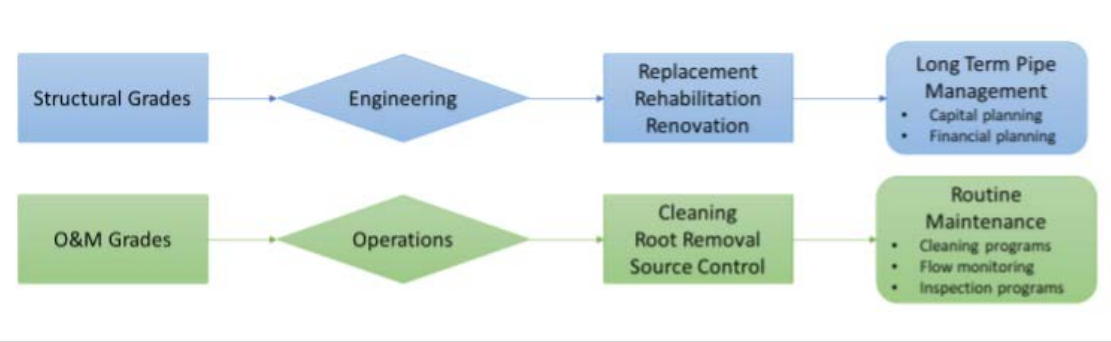 Structural Grades
Engineering
Replacement
Rehabilitation
Renovation
Long Term Pipe
Management
• Capital planning
• Financial planning
O&M Grades
Operations
Cleaning
Root Removal
Source Control
Routine
Maintenance
• Cleaning programs
• Flow monitoring
• Inspection programs